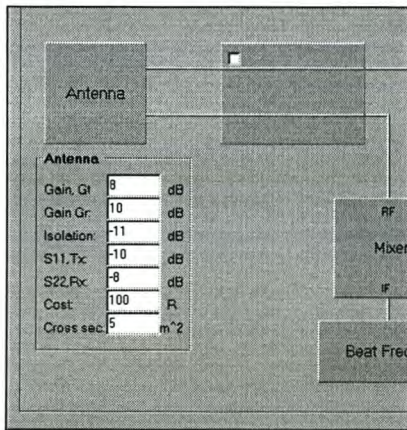 Antenna
Antenna
Gain, Gt 8 dB
Gain Gr: 10 dB
Isolation: -11 dB
S11,Tx: -10 dB
S22,Rx: -8 dB
Cost: 100 R
Cross sec. 5 m^2
RF
Mixer
IF
Beat Freq